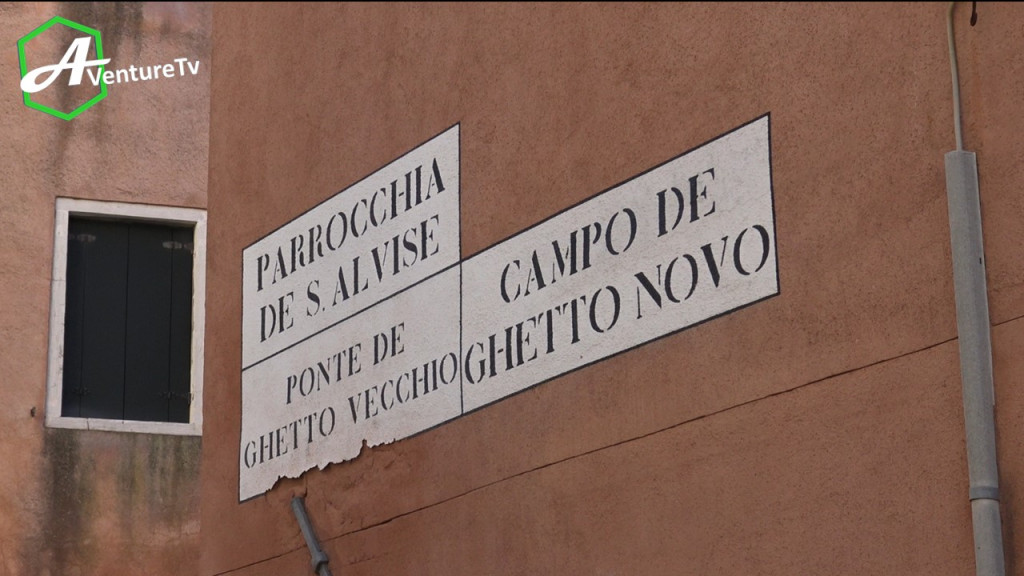 AventureTv
PARROCCHIA
DE S. ALVISE
PONTE DE
GHETTO VECCHIO
CAMPO DE
GHETTO NOVO